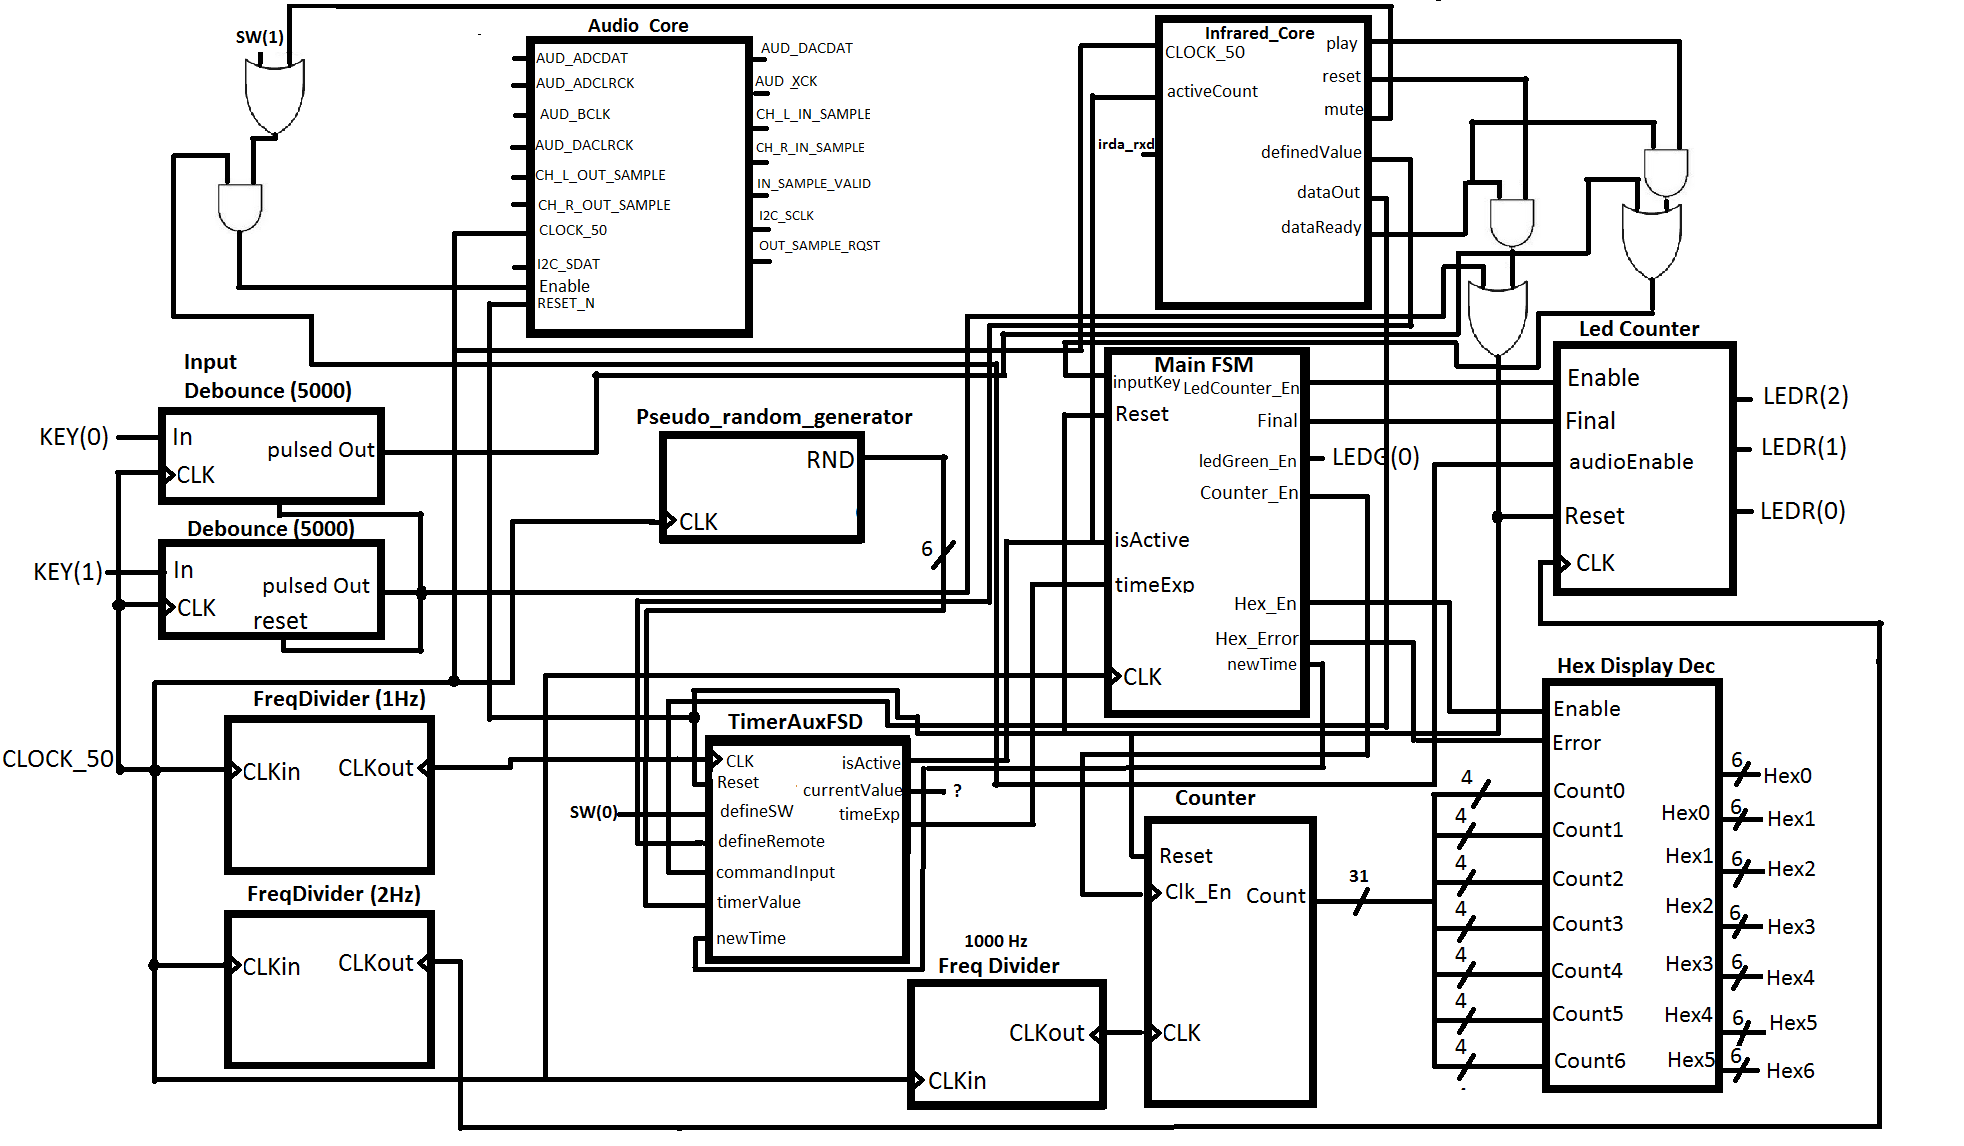 SW(1)
Audio Core
AUD_ADCDAT
AUD_ADCLRCK
AUD_BCLK
AUD_DACLRCK
CH_L_OUT_SAMPLE
CH_R_OUT_SAMPLE
CLOCK_50
I2C_SDAT
Enable
RESET_N
AUD_DACDAT
AUD_XCK
CH_L_IN_SAMPLE
CH_R_IN_SAMPLE
IN_SAMPLE_VALID
I2C_SCLK
OUT_SAMPLE_RQST
Infrared_Core
CLOCK_50
activeCount
irda_rxd
play
reset
mute
definedValue
dataOut
dataReady
Input
Debounce (5000)
KEY(0)
In
CLK
pulsed Out
Debounce (5000)
KEY(1)
In
CLK
pulsed Out
reset
Pseudo_random_generator
RND
CLK
6
Main FSM
inputKey
Reset
isActive
timeExp
CLK
LedCounter_En
Final
ledGreen_En
LEDG(0)
Counter_En
Hex_En
Hex_Error
newTime
Led Counter
Enable
Final
audioEnable
Reset
CLK
LEDR(2)
LEDR(1)
LEDR(0)
CLOCK_50
FreqDivider (1Hz)
CLKin
CLKout
FreqDivider (2Hz)
CLKin
CLKout
TimerAuxFSD
CLK
Reset
SW(0)
defineSW
defineRemote
commandInput
timerValue
newTime
isActive
currentValue
?
timeExp
1000 Hz
Freq Divider
CLKout
CLKin
Counter
Reset
Clk_En
Count
CLK
31
Hex Display Dec
Enable
Error
4
Count0
4
Count1
4
Count2
4
Count3
4
Count4
4
Count5
4
Count6
Hex0
Hex1
Hex2
Hex3
Hex4
Hex5
6
Hex0
6
Hex1
6
Hex2
6
Hex3
6
Hex4
6
Hex5
6
Hex6